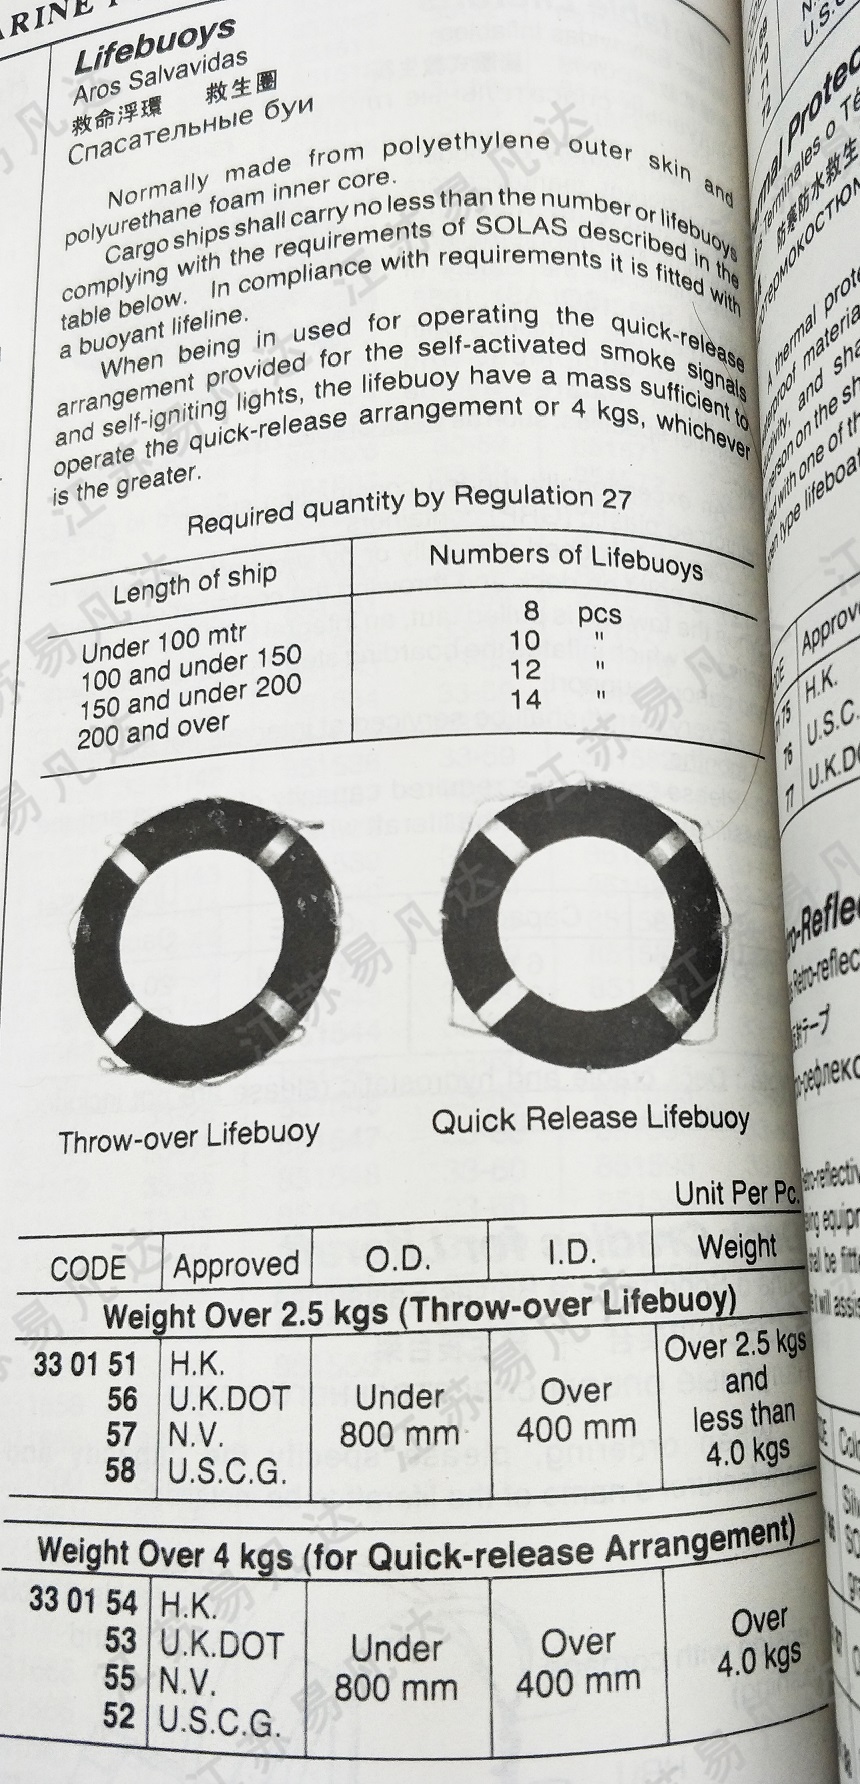 Lifebuoys
Aros Salvavidas
救命浮環 救生圈
Спасательные буи
Normally made from polyethylene outer skin and
polyurethane foam inner core.
Cargo ships shall carry no less than the number or lifebuoys
complying with the requirements of SOLAS described in the
table below. In compliance with requirements it is fitted with
a buoyant lifeline.
When being in used for operating the quick-release
arrangement provided for the self-activated smoke signals
and self-igniting lights, the lifebuoy have a mass sufficient to
operate the quick-release arrangement or 4 kgs, whichever
is the greater.
Required quantity by Regulation 27
Length of ship Numbers of Lifebuoys
Under 100 mtr 8 pcs
100 and under 150 10 "
150 and under 200 12 "
200 and over 14 "
Throw-over Lifebuoy Quick Release Lifebuoy
Unit Per Pc.
CODE Approved O.D. I.D. Weight
Weight Over 2.5 kgs (Throw-over Lifebuoy)
33 01 51 H.K. Under 800 mm Over 400 mm Over 2.5 kgs and less than 4.0 kgs
56 U.K.DOT
57 N.V.
58 U.S.C.G.
Weight Over 4 kgs (for Quick-release Arrangement)
33 01 54 H.K. Under 800 mm Over 400 mm Over 4.0 kgs
53 U.K.DOT
55 N.V.
52 U.S.C.G.
江苏易凡达